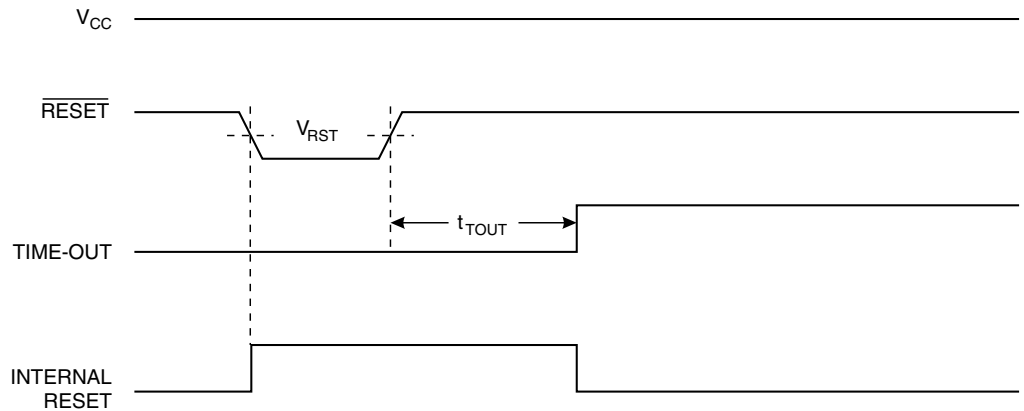 VCC
RESET
VRST
tTOUT
TIME-OUT
INTERNAL
RESET